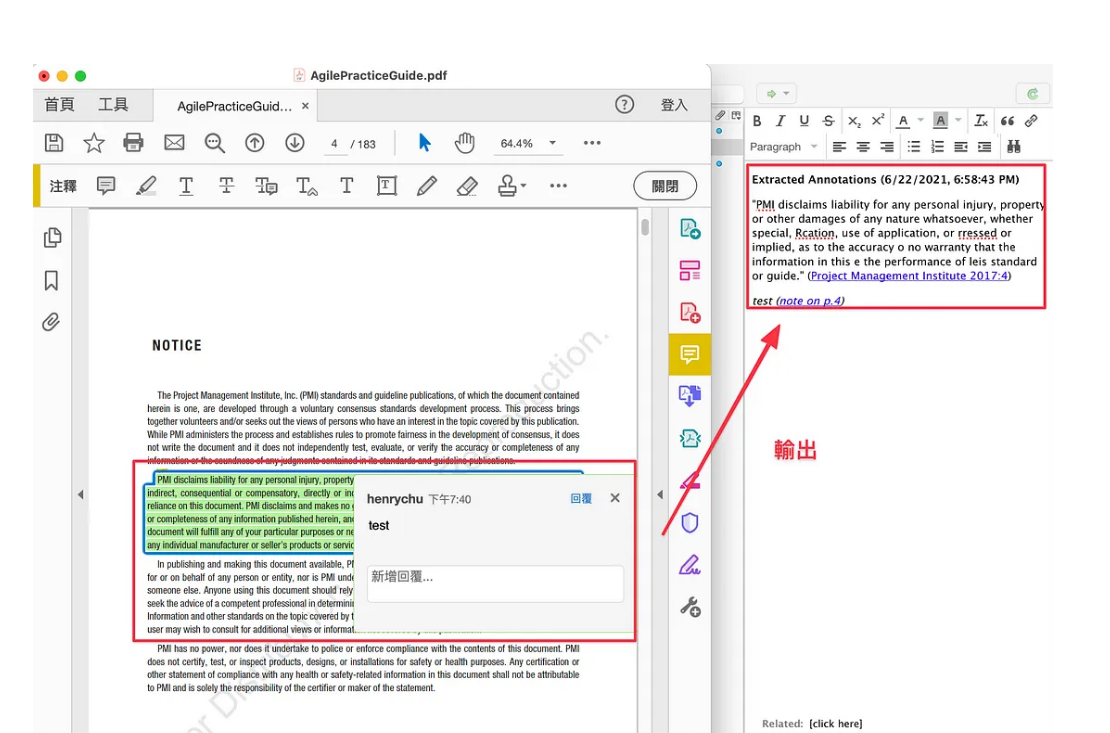 AgilePracticeGuide.pdf
首頁 工具 AgilePracticeGuid... × ? 登入
4 / 183 64.4%
注釋 關閉
NOTICE
The Project Management Institute, Inc. (PMI) standards and guideline publications, of which the document contained
herein is one, are developed through a voluntary consensus standards development process. This process brings
together volunteers and/or seeks out the views of persons who have an interest in the topic covered by this publication.
While PMI administers the process and establishes rules to promote fairness in the development of consensus, it does
not write the document and it does not independently test, evaluate, or verify the accuracy or completeness of any
information or the soundness of any judgments contained in its standards and guideline publications.
PMI disclaims liability for any personal injury, property
indirect, consequential or compensatory, directly or in
reliance on this document. PMI disclaims and makes no
or completeness of any information published herein, an
document will fulfill any of your particular purposes or ne
any individual manufacturer or seller's products or servic
henrychu 下午7:40 回覆 ×
test
新增回覆...
In publishing and making this document available, P
for or on behalf of any person or entity, nor is PMI und
someone else. Anyone using this document should rely
seek the advice of a competent professional in determinin
Information and other standards on the topic covered by
user may wish to consult for additional views or informat
PMI has no power, nor does it undertake to police or enforce compliance with the contents of this document. PMI
does not certify, test, or inspect products, designs, or installations for safety or health purposes. Any certification or
other statement of compliance with any health or safety-related information in this document shall not be attributable
to PMI and is solely the responsibility of the certifier or maker of the statement.
B I U S X₂ X² A A Tx
Paragraph
Extracted Annotations (6/22/2021, 6:58:43 PM)
"PMI disclaims liability for any personal injury, property
or other damages of any nature whatsoever, whether
special, Rcation, use of application, or rressed or
implied, as to the accuracy o no warranty that the
information in this e the performance of leis standard
or guide." (Project Management Institute 2017:4)
test (note on p.4)
輸出
Related: [click here]